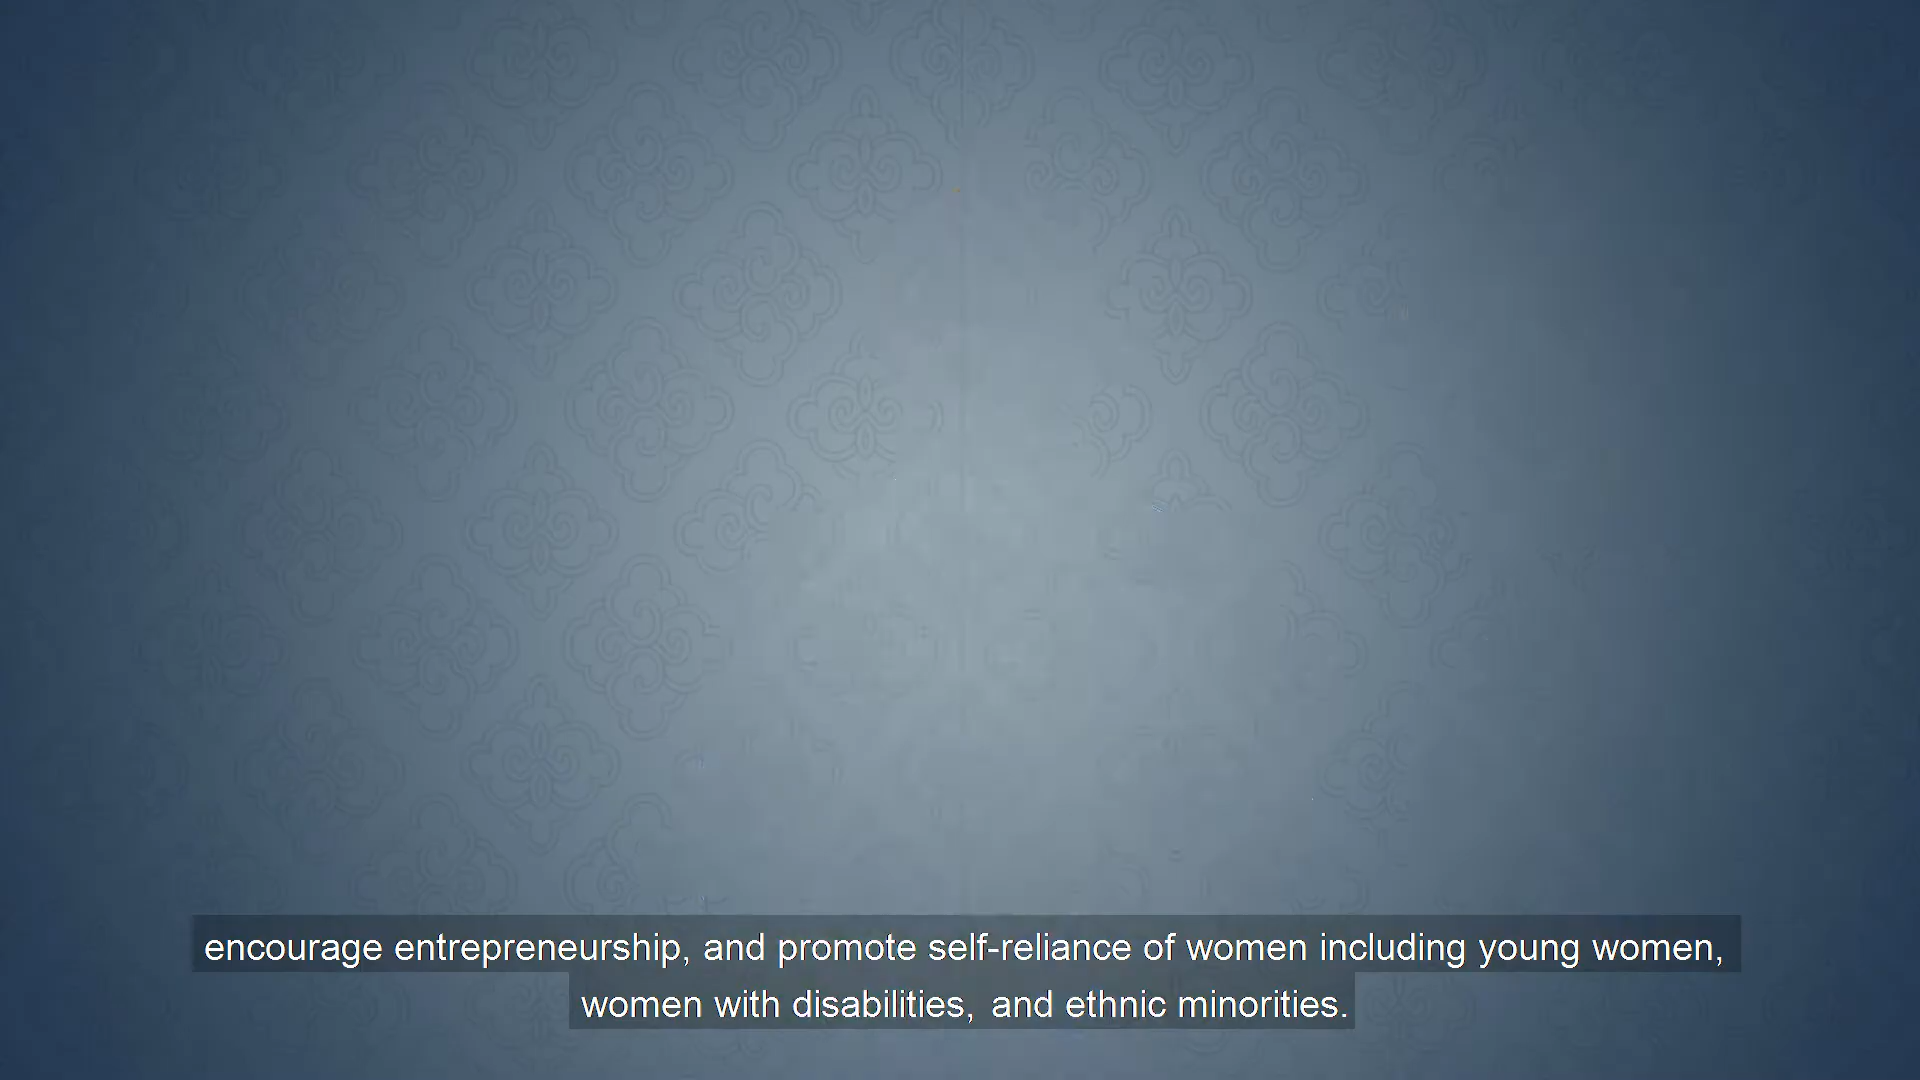 encourage entrepreneurship, and promote self-reliance of women including young women,
women with disabilities, and ethnic minorities.